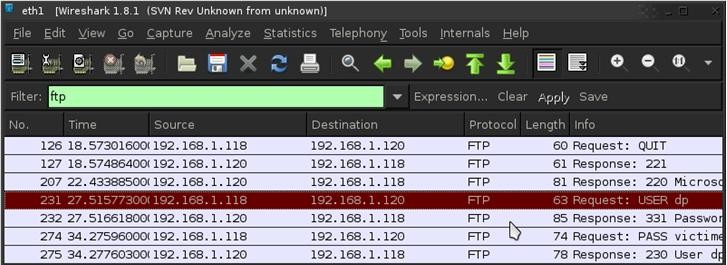 eth1 [Wireshark 1.8.1 (SVN Rev Unknown from unknown)]
File Edit View Go Capture Analyze Statistics Telephony Tools Internals Help
Filter: ftp Expression... Clear Apply Save
No. Time Source Destination Protocol Length Info
126 18.573016000 192.168.1.118 192.168.1.120 FTP 60 Request: QUIT
127 18.574864000 192.168.1.120 192.168.1.118 FTP 61 Response: 221
207 22.433885000 192.168.1.120 192.168.1.118 FTP 81 Response: 220 Microso
231 27.515773000 192.168.1.118 192.168.1.120 FTP 63 Request: USER dp
232 27.516618000 192.168.1.120 192.168.1.118 FTP 85 Response: 331 Passwor
274 34.275960000 192.168.1.118 192.168.1.120 FTP 74 Request: PASS victime
275 34.277603000 192.168.1.120 192.168.1.118 FTP 78 Response: 230 User dp